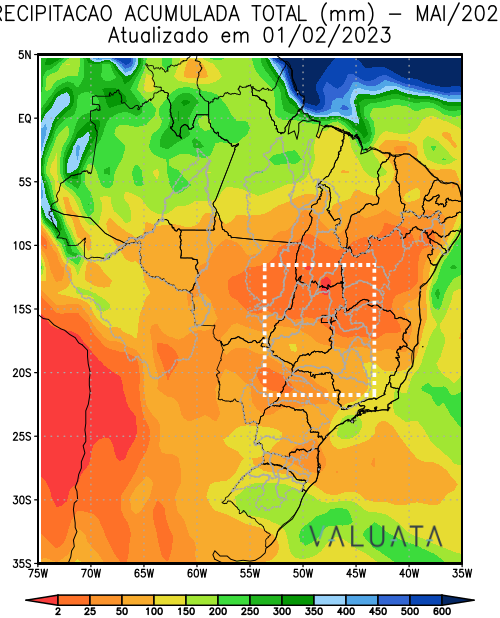 RECIPITACAO ACUMULADA TOTAL (mm) – MAI/202
Atualizado em 01/02/2023
5N
EQ
5S
10S
15S
20S
25S
30S
35S
VALUATA
75W 70W 65W 60W 55W 50W 45W 40W 35W
2 25 50 100 150 200 250 300 350 400 450 500 600